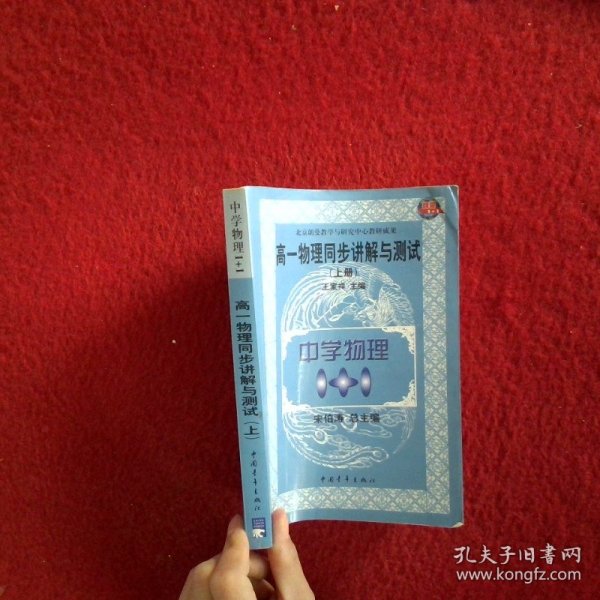 中学物理1+1
高一物理同步讲解与测试（上）
中国青年出版社
北京朗曼教学与研究中心教研成果
高一物理同步讲解与测试
（上册）
王家祥 主编
中学物理
1+1
宋伯涛 总主编
中国青年出版社
孔夫子旧书网
www.kongfz.com